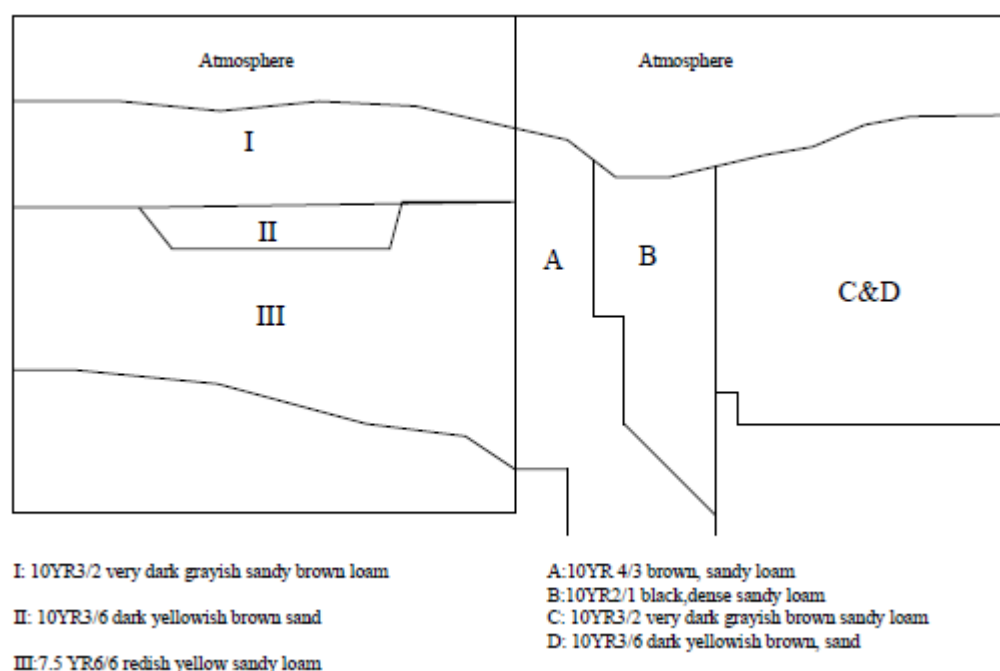 Atmosphere
Atmosphere
I
II
III
A
B
C&D
I: 10YR3/2 very dark grayish sandy brown loam
II: 10YR3/6 dark yellowish brown sand
III:7.5 YR6/6 redish yellow sandy loam
A:10YR 4/3 brown, sandy loam
B:10YR2/1 black,dense sandy loam
C: 10YR3/2 very dark grayish brown sandy loam
D: 10YR3/6 dark yellowish brown, sand